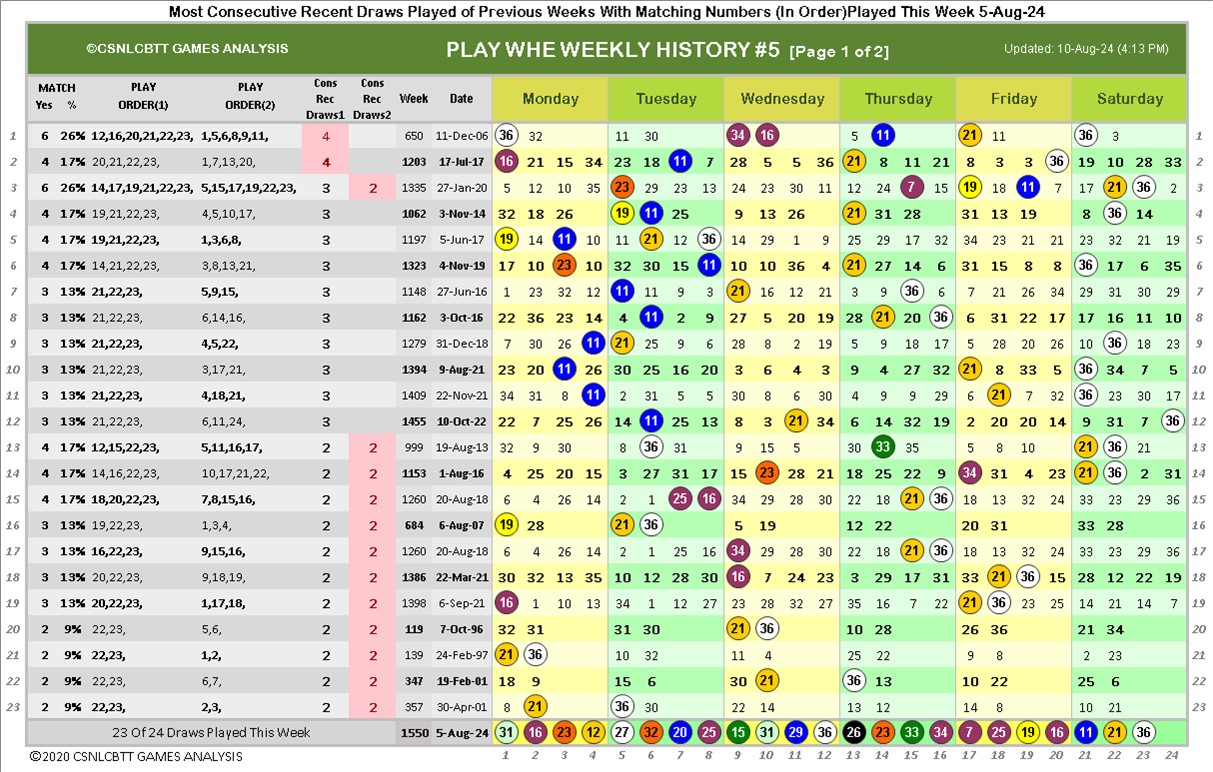 Most Consecutive Recent Draws Played of Previous Weeks With Matching Numbers (In Order)Played This Week 5-Aug-24
©CSNLCBTT GAMES ANALYSIS PLAY WHE WEEKLY HISTORY #5 [Page 1 of 2] Updated: 10-Aug-24 (4:13 PM)
MATCH Yes % PLAY ORDER(1) PLAY ORDER(2) Cons Rec Draws1 Cons Rec Draws2 Week Date Monday Tuesday Wednesday Thursday Friday Saturday
1 6 26% 12,16,20,21,22,23, 1,5,6,8,9,11, 4 650 11-Dec-06 36 32 11 30 34 16 5 11 21 11 36 3 1
2 4 17% 20,21,22,23, 1,7,13,20, 4 1203 17-Jul-17 16 21 15 34 23 18 11 7 28 5 5 36 21 8 11 21 8 3 3 36 19 10 28 33 2
3 6 26% 14,17,19,21,22,23, 5,15,17,19,22,23, 3 2 1335 27-Jan-20 5 12 10 35 23 29 23 13 24 23 30 11 12 24 7 15 19 18 11 7 17 22 23 2 3
4 4 17% 19,21,22,23, 4,5,10,17, 3 1062 3-Nov-14 32 18 26 19 11 25 9 13 26 21 31 28 31 13 19 8 36 14 4
5 4 17% 19,21,22,23, 1,3,6,8, 3 1197 5-Jun-17 19 14 11 10 11 21 12 36 14 29 1 9 25 29 17 32 34 23 21 21 23 32 21 19 5
6 4 17% 14,21,22,23, 3,8,13,21, 3 1323 4-Nov-19 17 10 23 10 32 30 15 11 10 10 36 4 21 27 14 6 31 15 8 8 36 17 6 35 6
7 3 13% 21,22,23, 5,9,15, 3 1148 27-Jun-16 1 23 32 12 11 11 9 3 21 16 12 21 3 9 36 6 7 21 26 34 29 31 30 29 7
8 3 13% 21,22,23, 6,14,16, 3 1162 3-Oct-16 22 36 23 14 4 11 2 9 27 5 20 19 28 21 20 36 6 31 22 17 17 16 11 10 8
9 3 13% 21,22,23, 4,5,22, 3 1279 31-Dec-18 7 30 26 11 21 25 9 6 28 8 2 19 5 9 18 17 5 28 20 26 10 36 18 23 9
10 3 13% 21,22,23, 3,17,21, 3 1394 9-Aug-21 23 20 11 26 30 25 16 20 3 6 4 3 9 4 27 32 21 8 33 5 36 34 7 5 10
11 3 13% 21,22,23, 4,18,21, 3 1409 22-Nov-21 34 31 8 11 2 31 5 5 30 8 6 30 4 9 9 29 6 21 7 32 36 23 30 17 11
12 3 13% 21,22,23, 6,11,24, 3 1455 10-Oct-22 22 7 25 26 14 11 25 13 8 3 21 34 6 14 32 19 2 20 20 14 9 31 7 36 12
13 4 17% 12,15,22,23, 5,11,16,17, 2 2 999 19-Aug-13 32 9 30 8 36 31 9 15 5 30 33 35 5 8 10 21 36 21 13
14 4 17% 14,16,22,23, 10,17,21,22 2 2 1153 1-Aug-16 4 25 20 15 3 27 31 17 15 23 28 21 18 25 22 9 34 31 4 23 21 36 2 31 14
15 4 17% 18,20,22,23, 7,8,15,16, 2 2 1260 20-Aug-18 6 4 26 14 2 1 25 16 34 29 28 30 22 18 21 36 18 15 32 24 33 23 29 36 15
16 3 13% 19,22,23, 1,3,4, 2 2 684 6-Aug-07 19 28 21 36 5 19 12 22 20 31 33 28 16
17 3 13% 16,22,23, 9,15,16, 2 2 1260 20-Aug-18 6 4 26 14 2 1 25 16 34 29 28 30 22 18 21 36 18 13 32 24 33 23 29 36 17
18 13% 20,22,23, 9,18,19, 2 2 1386 22-Mar-21 30 32 13 35 10 12 28 30 16 7 24 23 3 29 17 31 33 21 36 15 28 12 22 19 18
19 3 13% 20,22,23, 1,17,18, 2 2 1398 6-Sep-21 16 1 10 13 34 1 12 27 23 28 32 27 35 16 7 22 21 36 23 25 14 21 14 7 19
20 2 9% 22,23, 5,6, 2 2 119 7-Oct-96 32 31 31 30 21 36 10 28 26 36 21 34 20
21 2 9% 22,23, 1,2, 2 2 139 24-Feb-97 21 36 10 32 11 4 25 22 9 8 2 23 21
22 2 9% 22,23, 6,7, 2 2 347 19-Feb-01 18 9 15 6 30 21 36 13 10 22 25 6 22
23 2 9% 22,23, 2,3, 2 2 357 30-Apr-01 8 21 36 30 22 14 13 12 14 8 10 21 23
23 Of 24 Draws Played This Week 1550 5-Aug-24 31 16 23 12 27 32 20 25 15 31 29 36 26 23 33 34 7 25 19 16 11 21 36
©2020 CSNLCBTT GAMES ANALYSIS 1 2 3 4 5 6 7 8 9 10 11 12 13 14 15 16 17 18 19 20 21 22 23 24